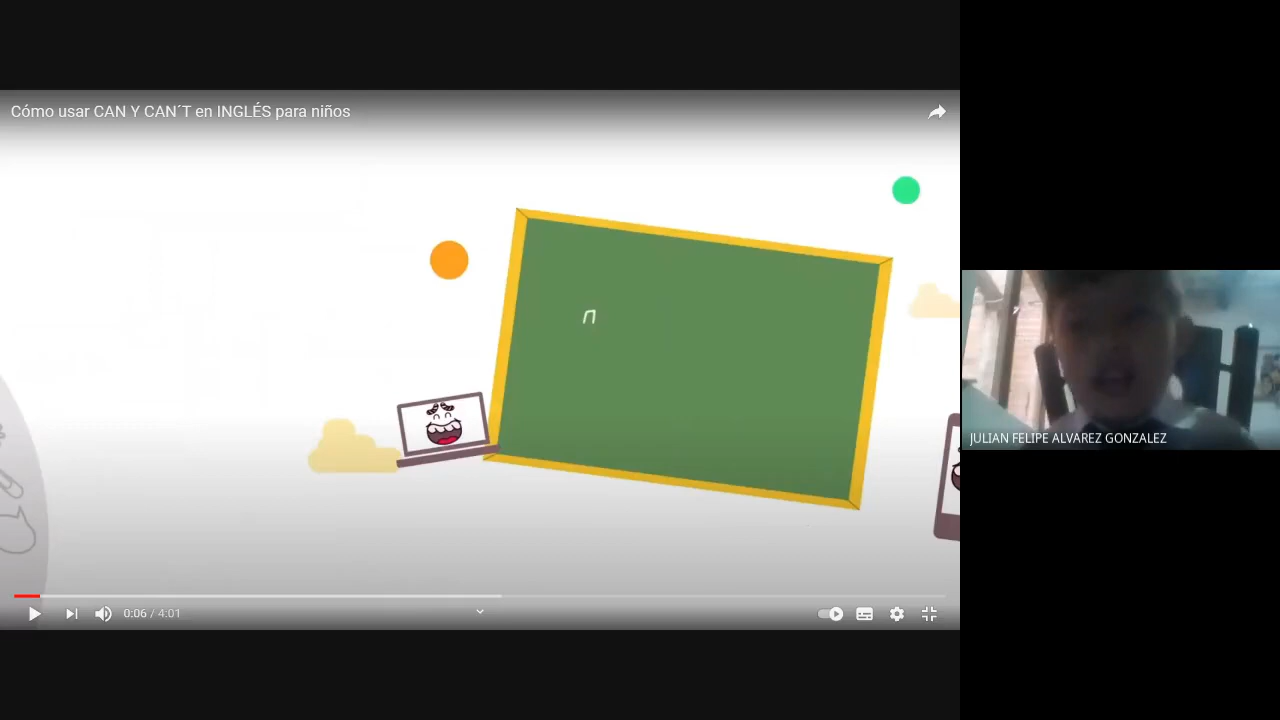 Cómo usar CAN Y CAN´T en INGLÉS para niños
n
0:06 / 4:01
JULIAN FELIPE ALVAREZ GONZALEZ